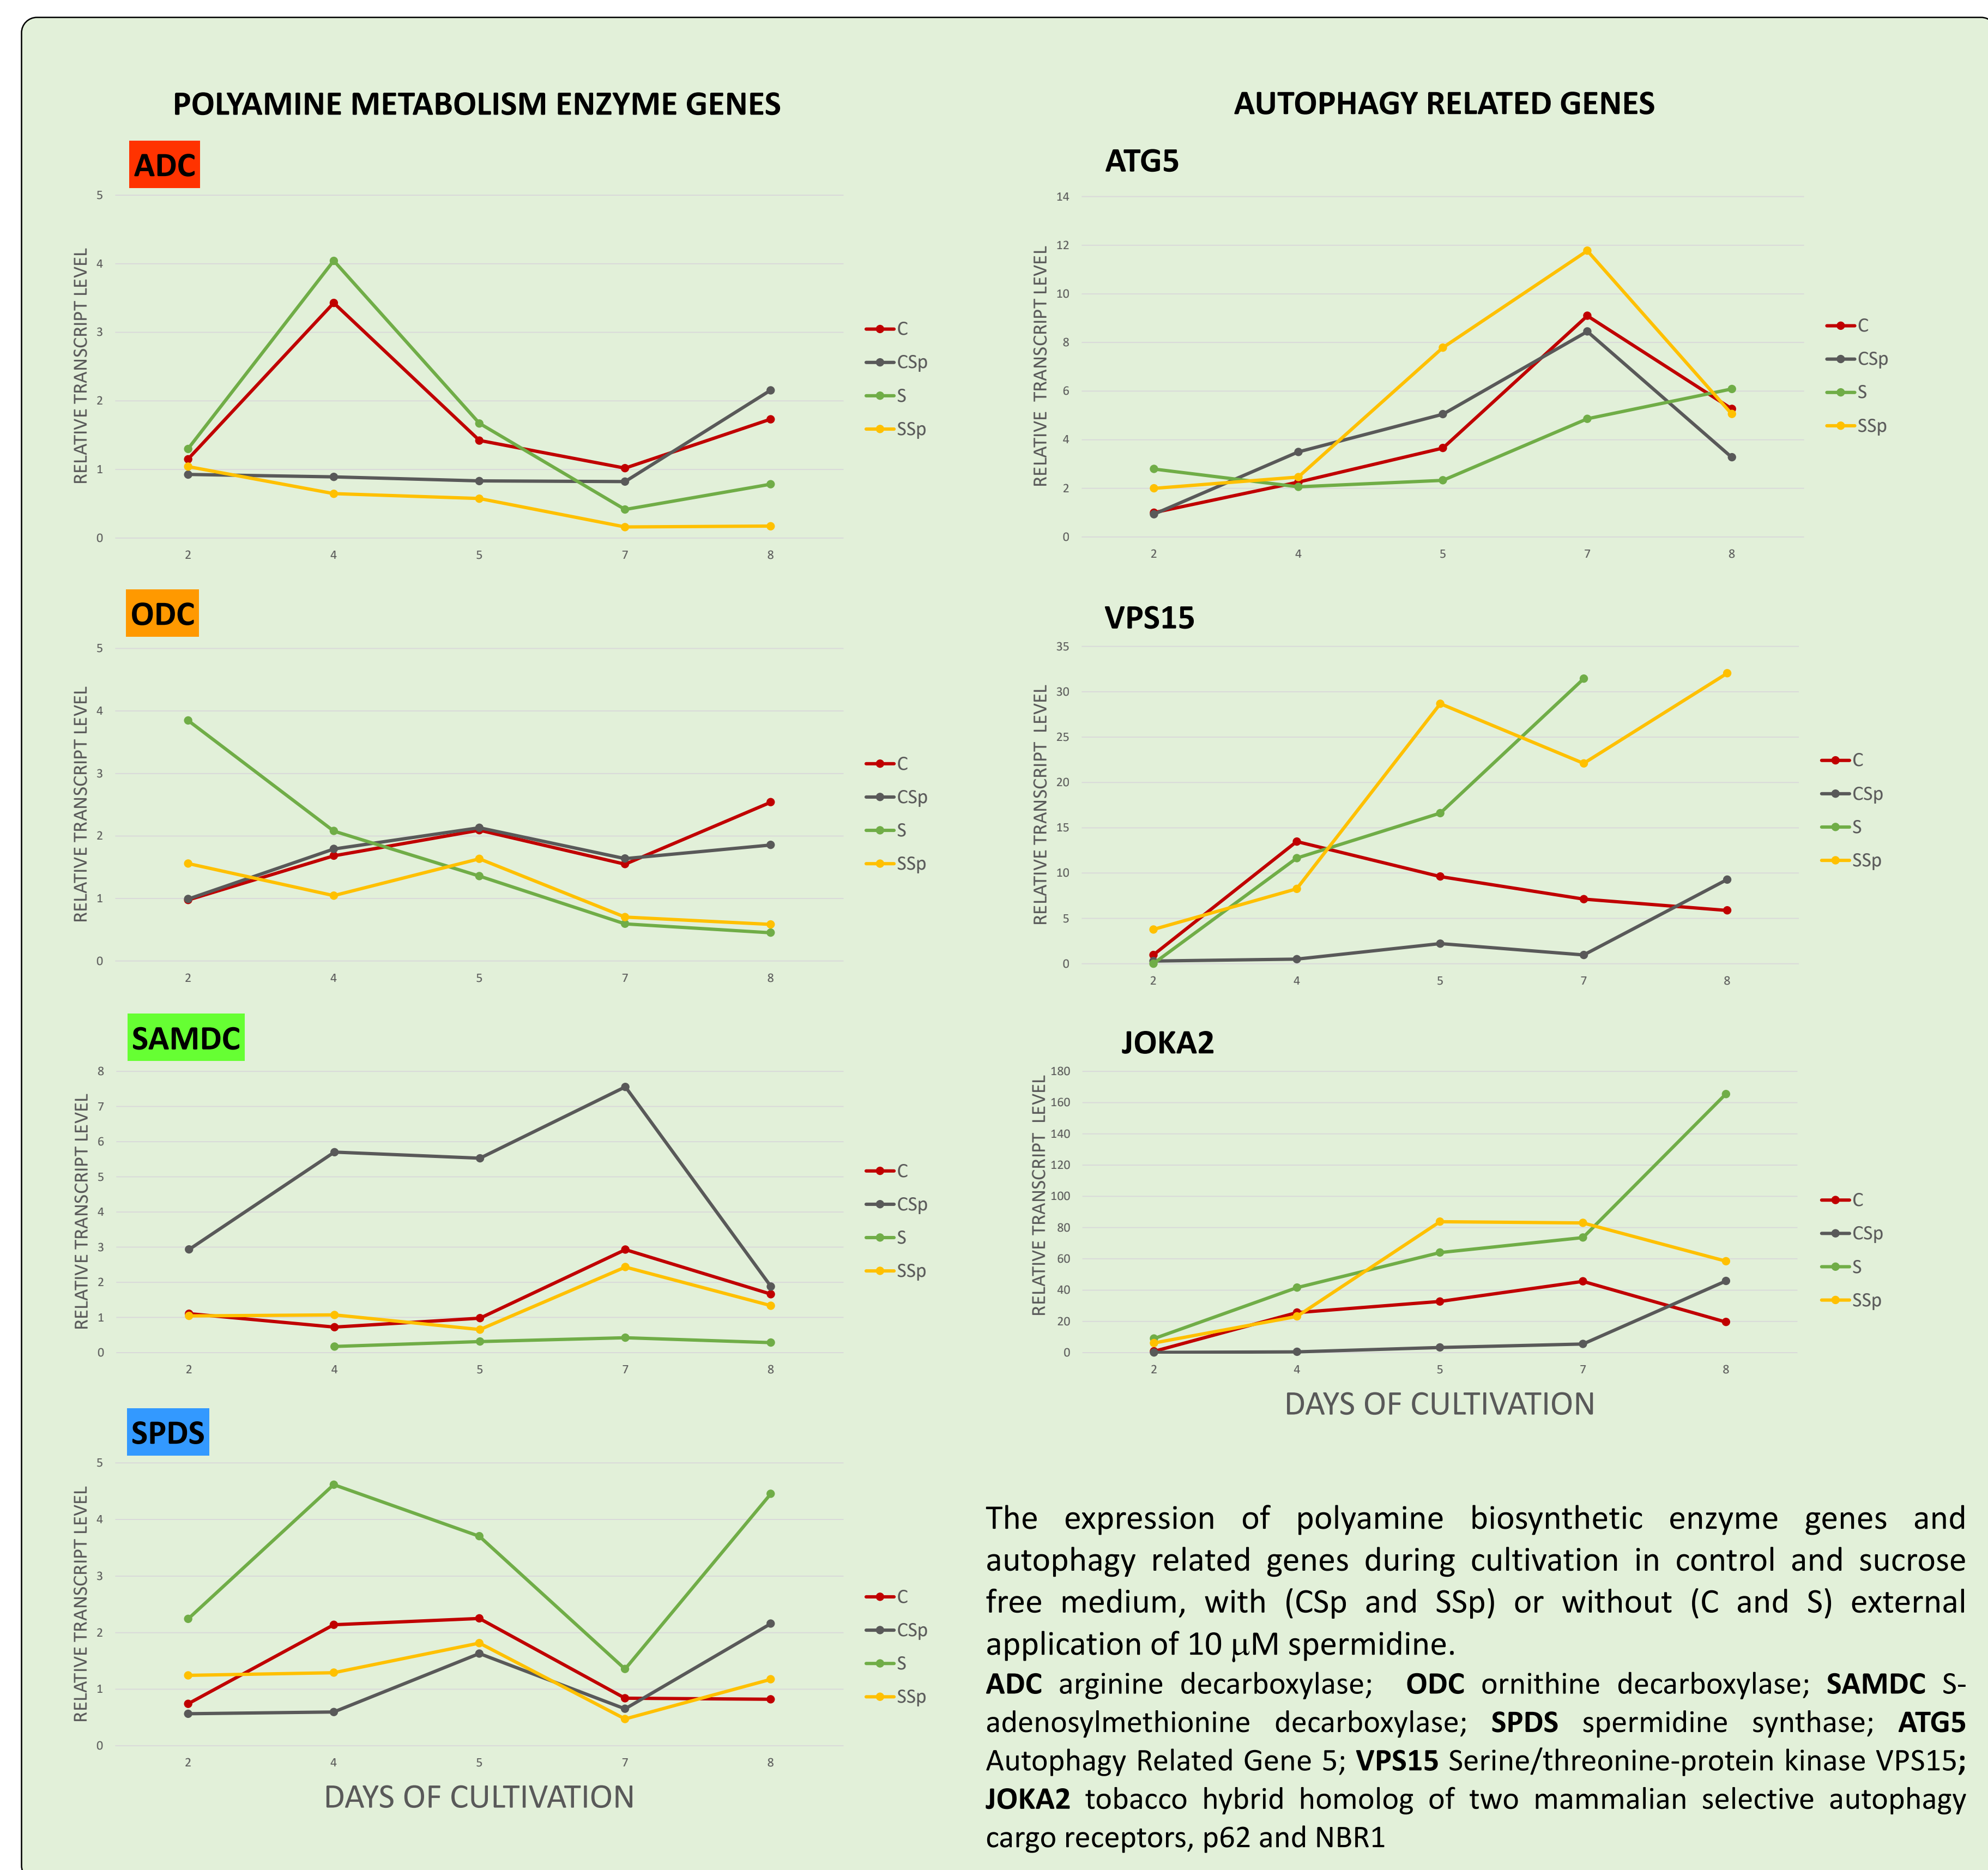 POLYAMINE METABOLISM ENZYME GENES
ADC
RELATIVE TRANSCRIPT LEVEL
5
4
3
2
1
0
2 4 5 7 8
C
CSp
S
SSp
ODC
RELATIVE TRANSCRIPT LEVEL
5
4
3
2
1
0
2 4 5 7 8
C
CSp
S
SSp
SAMDC
RELATIVE TRANSCRIPT LEVEL
8
7
6
5
4
3
2
1
0
2 4 5 7 8
C
CSp
S
SSp
SPDS
RELATIVE TRANSCRIPT LEVEL
5
4
3
2
1
0
2 4 5 7 8
C
CSp
S
SSp
DAYS OF CULTIVATION
AUTOPHAGY RELATED GENES
ATG5
RELATIVE TRANSCRIPT LEVEL
14
12
10
8
6
4
2
0
2 4 5 7 8
C
CSp
S
SSp
VPS15
RELATIVE TRANSCRIPT LEVEL
35
30
25
20
15
10
5
0
2 4 5 7 8
C
CSp
S
SSp
JOKA2
RELATIVE TRANSCRIPT LEVEL
180
160
140
120
100
80
60
40
20
0
2 4 5 7 8
C
CSp
S
SSp
DAYS OF CULTIVATION
The expression of polyamine biosynthetic enzyme genes and
autophagy related genes during cultivation in control and sucrose
free medium, with (CSp and SSp) or without (C and S) external
application of 10 μM spermidine.
ADC arginine decarboxylase; ODC ornithine decarboxylase; SAMDC S-
adenosylmethionine decarboxylase; SPDS spermidine synthase; ATG5
Autophagy Related Gene 5; VPS15 Serine/threonine-protein kinase VPS15;
JOKA2 tobacco hybrid homolog of two mammalian selective autophagy
cargo receptors, p62 and NBR1